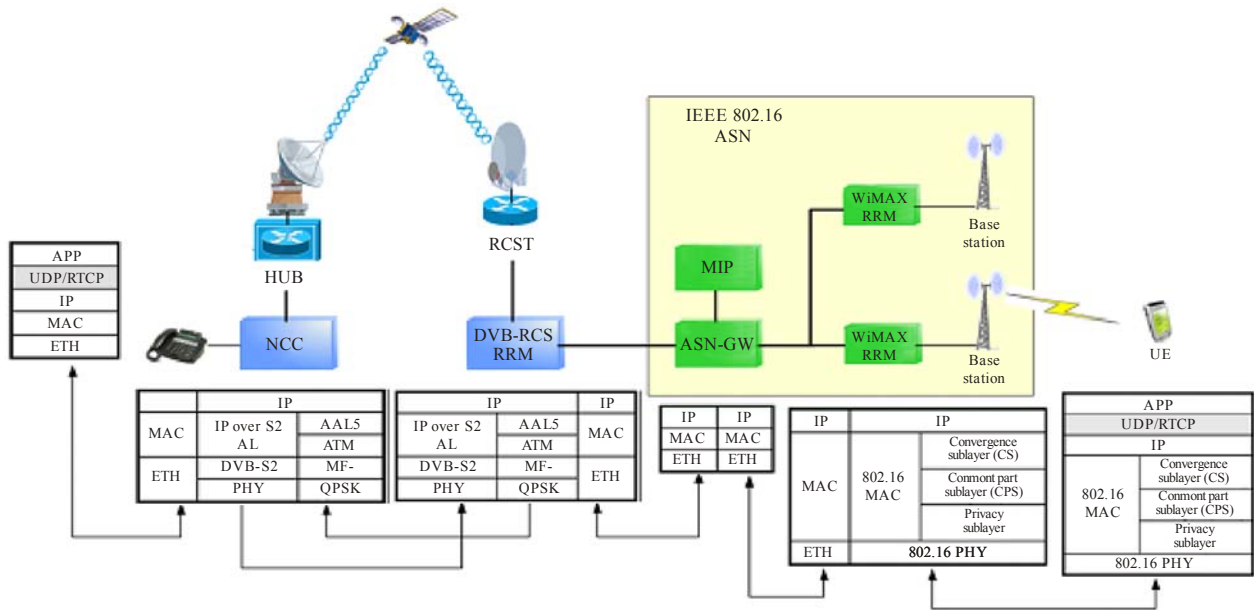 IEEE 802.16
ASN
WiMAX
RRM
Base
station
HUB
RCST
MIP
NCC
DVB-RCS
RRM
ASN-GW
WiMAX
RRM
Base
station
UE
APP
UDP/RTCP
IP
MAC
ETH
IP
MAC
IP over S2
AL
AAL5
ATM
ETH
DVB-S2
MF-
PHY
QPSK
IP
IP
IP over S2
AL
AAL5
ATM
MAC
DVB-S2
MF-
ETH
PHY
QPSK
IP
IP
MAC
MAC
ETH
ETH
IP
IP
MAC
802.16
MAC
Convergence
sublayer (CS)
Conmont part
sublayer (CPS)
Privacy
sublayer
ETH
802.16 PHY
APP
UDP/RTCP
IP
802.16
MAC
Convergence
sublayer (CS)
Conmont part
sublayer (CPS)
Privacy
sublayer
802.16 PHY